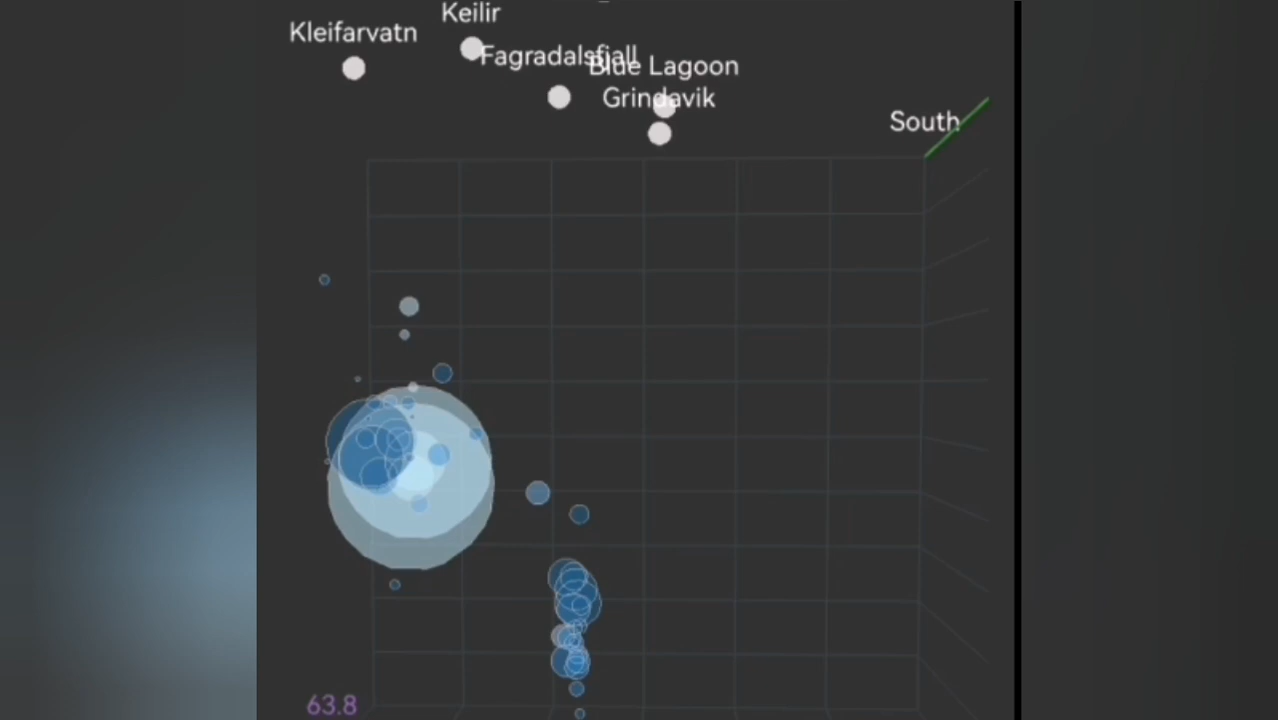 Keilir
Kleifarvatn
Fagradalsfjall
Blue Lagoon
Grindavik
South
63.8